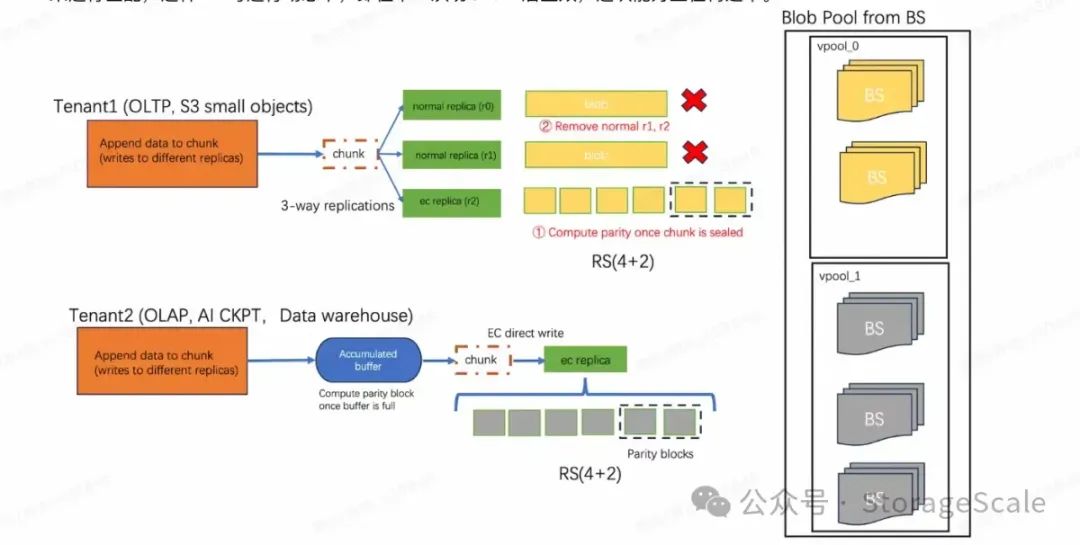 Blob Pool from BS
vpool_0
BS
BS
vpool_1
BS
BS
BS
Tenant1 (OLTP, S3 small objects)
Append data to chunk
(writes to different replicas)
chunk
3-way replications
normal replica (r0)
normal replica (r1)
ec replica (r2)
blob
② Remove normal r1, r2
blob
① Compute parity once chunk is sealed
RS(4+2)
Tenant2 (OLAP, AI CKPT, Data warehouse)
Append data to chunk
(writes to different replicas)
Accumulated
buffer
Compute parity block
once buffer is full
EC direct write
chunk
ec replica
Parity blocks
RS(4+2)
公众号 · StorageScale